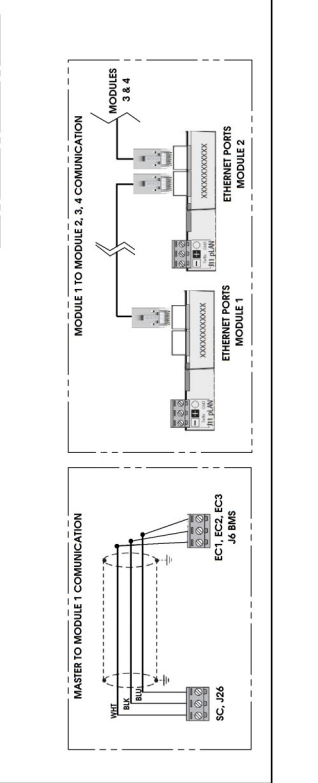 MASTER TO MODULE 1 COMUNICATION
WHT
BLK
BLU
SC, J26
EC1, EC2, EC3
J6 BMS
MODULE 1 TO MODULE 2, 3, 4 COMUNICATION
J11 pLAN
XXXXXXXXXXXX
ETHERNET PORTS
MODULE 1
J11 pLAN
XXXXXXXXXXXX
ETHERNET PORTS
MODULE 2
MODULES
3 & 4